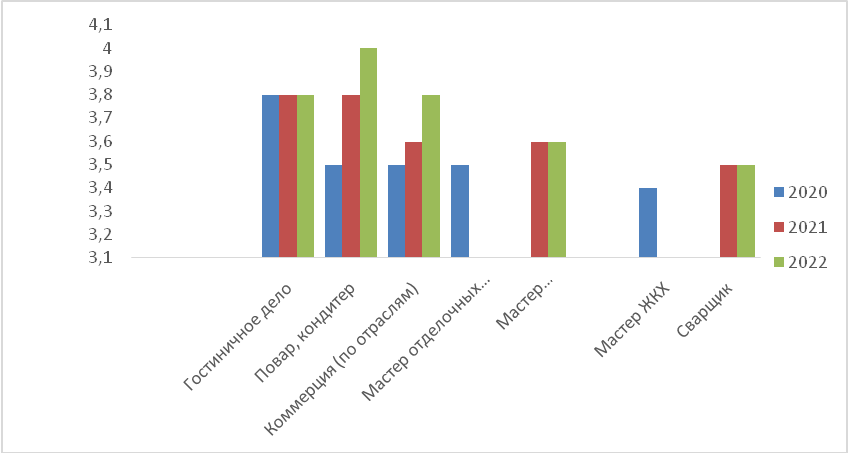 4,1
4
3,9
3,8
3,7
3,6
3,5
3,4
3,3
3,2
3,1
Гостиничное дело
Повар, кондитер
Коммерция (по отраслям)
Мастер отделочных...
Мастер...
Мастер ЖКХ
Сварщик
2020
2021
2022